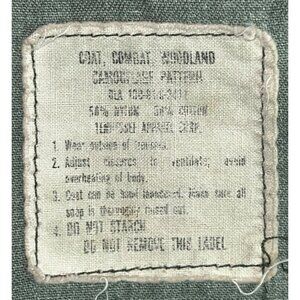 COAT, COMBAT, WOODLAND
CAMOUFLAGE PATTERN
DLA 100-
50% NYLON 50% COTTON
TENNESSEE APPAREL CORP.
1. Wear outside of trousers.
2. Adjust closures to ventilate; avoid
overheating of body.
3. Coat can be hand laundered. Make sure all
soap is thoroughly rinsed out.
4. DO NOT STARCH
DO NOT REMOVE THIS LABEL